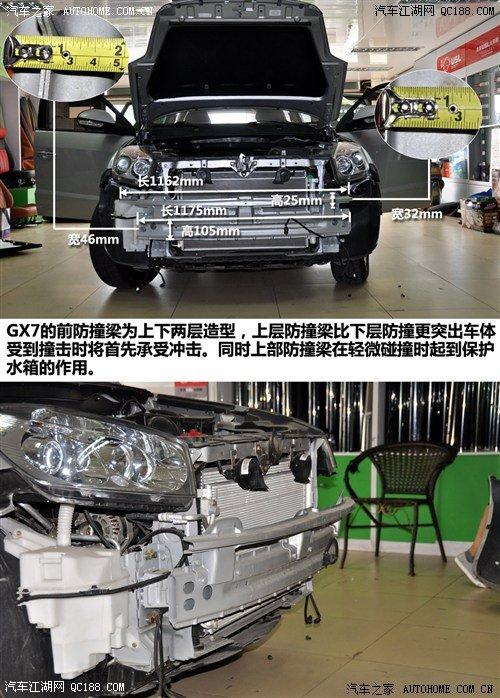 汽车之家 AUTOHOME.COM.CN
汽车江湖网 QC188.COM
长1162mm
高25mm
长1175mm
宽32mm
宽46mm
高105mm
GX7的前防撞梁为上下两层造型，上层防撞梁比下层防撞更突出车体
受到撞击时将首先承受冲击。同时上部防撞梁在轻微碰撞时起到保护
水箱的作用。
汽车江湖网 QC188.COM
汽车之家 AUTOHOME.COM.CN